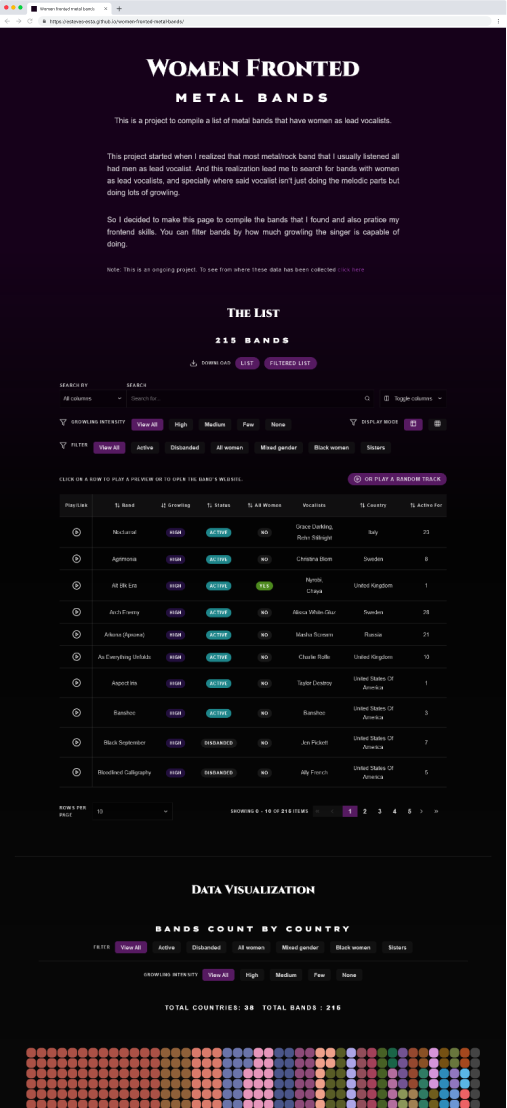 Women fronted metal bands
https://esteves-esta.github.io/women-fronted-metal-bands/
WOMEN FRONTED
METAL BANDS
This is a project to compile a list of metal bands that have women as lead vocalists.
This project started when I realized that most metal/rock band that I usually listened all
had men as lead vocalist. And this realization lead me to search for bands with women
as lead vocalists, and specially where said vocalist isn't just doing the melodic parts but
doing lots of growling.
So I decided to make this page to compile the bands that I found and also pratice my
frontend skills. You can filter bands by how much growling the singer is capable of
doing.
Note: This is an ongoing project. To see from where these data has been collected click here
THE LIST
215 BANDS
DOWNLOAD LIST FILTERED LIST
SEARCH BY SEARCH
All columns Search for... Toggle columns
GROWLING INTENSITY View All High Medium Few None DISPLAY MODE
FILTER View All Active Disbanded All women Mixed gender Black women Sisters
CLICK ON A ROW TO PLAY A PREVIEW OR TO OPEN THE BAND'S WEBSITE. OR PLAY A RANDOM TRACK
Play/Link Band Growling Status All Women Vocalists Country Active For
Nocturnal HIGH ACTIVE NO Grace Darkling, Italy 23
Agrimonia HIGH ACTIVE NO Christina Blom Sweden 8
Alt Blk Era HIGH ACTIVE YES Nyrobi, Chaya United Kingdom 1
Arch Enemy HIGH ACTIVE NO Alissa White-Gluz Sweden 28
Arkona HIGH ACTIVE NO Masha Scream Russia 21
As Everything Unfolds HIGH ACTIVE NO Charlie Rolfe United Kingdom 10
HIGH ACTIVE NO Taylor Destroy United States Of America 1
Banshee HIGH ACTIVE NO Banshee United States Of America 3
Black September HIGH DISBANDED NO Jen Pickett United States Of America 7
Bloodlined Calligraphy HIGH DISBANDED NO Ally French United States Of America 5
ROWS PER PAGE 10 SHOWING 0 - 10 OF 215 ITEMS 1 2 3 4 5
DATA VISUALIZATION
BANDS COUNT BY COUNTRY
FILTER View All Active Disbanded All women Mixed gender Black women Sisters
GROWLING INTENSITY View All High Medium Few None
TOTAL COUNTRIES: 38 TOTAL BANDS : 215